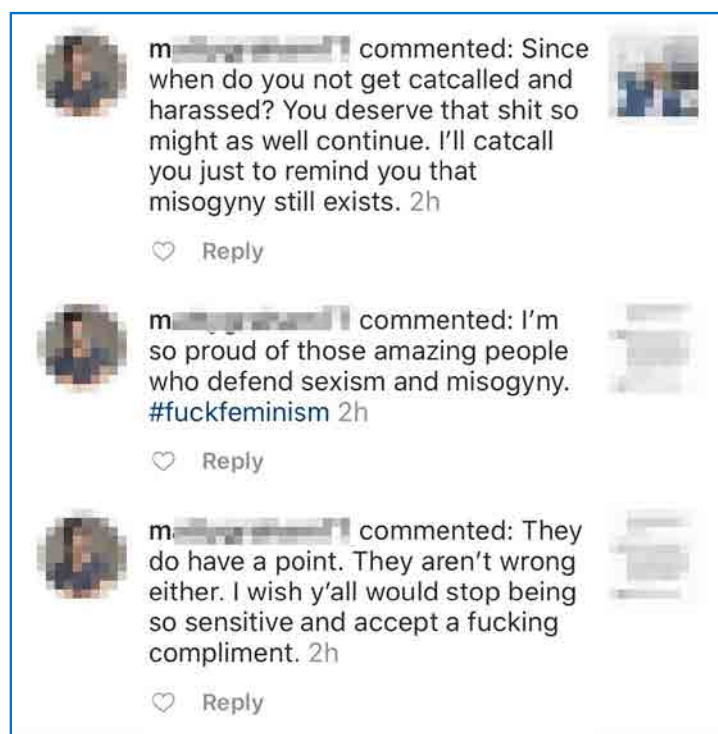 commented: Since
when do you not get catcalled and
harassed? You deserve that shit so
might as well continue. I'll catcall
you just to remind you that
misogyny still exists. 2h
Reply
commented: I'm
so proud of those amazing people
who defend sexism and misogyny.
#fuckfeminism 2h
Reply
commented: They
do have a point. They aren't wrong
either. I wish y'all would stop being
so sensitive and accept a fucking
compliment. 2h
Reply